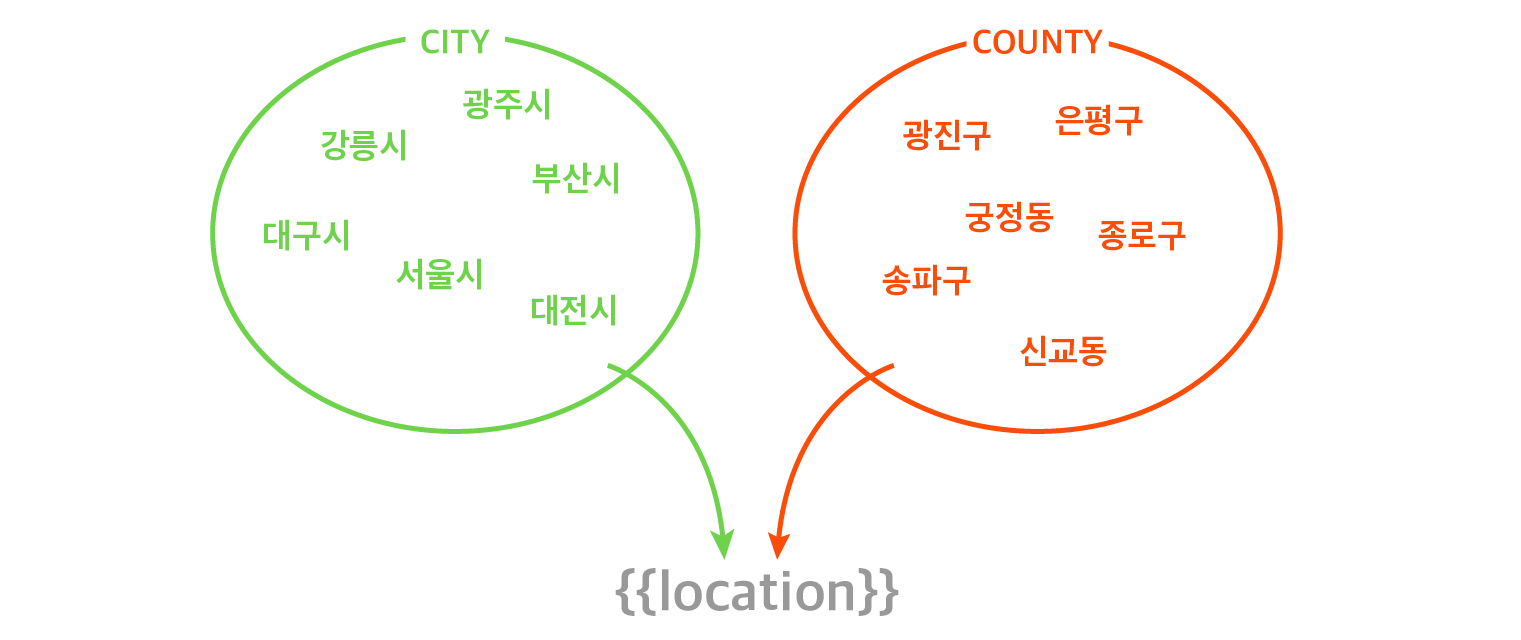 CITY
광주시
강릉시
부산시
대구시
서울시
대전시
COUNTY
은평구
광진구
궁정동
종로구
송파구
신교동
{{location}}